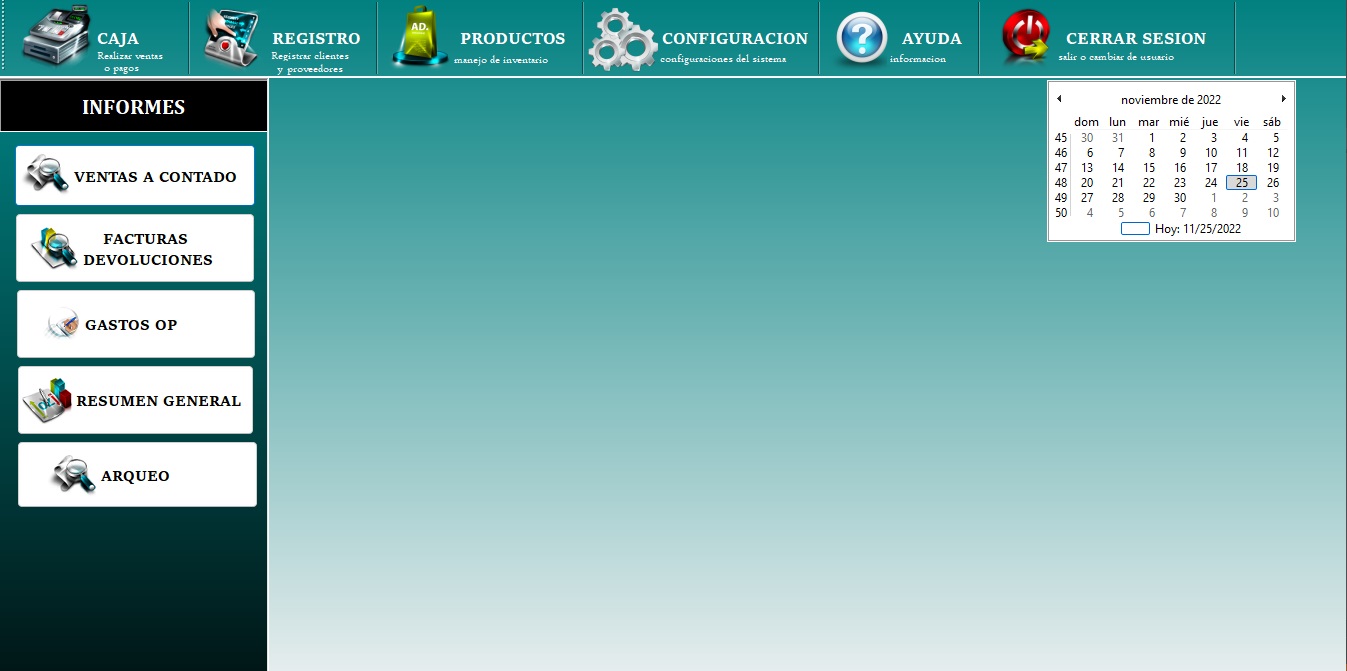 CAJA
Realizar ventas
o pagos
REGISTRO
Registrar clientes
y proveedores
AD.
PRODUCTOS
manejo de inventario
CONFIGURACION
configuraciones del sistema
?
AYUDA
informacion
CERRAR SESION
salir o cambiar de usuario
INFORMES
VENTAS A CONTADO
FACTURAS
DEVOLUCIONES
GASTOS OP
RESUMEN GENERAL
ARQUEO
noviembre de 2022
dom lun mar mié jue vie sáb
45 30 31 1 2 3 4 5
46 6 7 8 9 10 11 12
47 13 14 15 16 17 18 19
48 20 21 22 23 24 25 26
49 27 28 29 30 1 2 3
50 4 5 6 7 8 9 10
Hoy: 11/25/2022